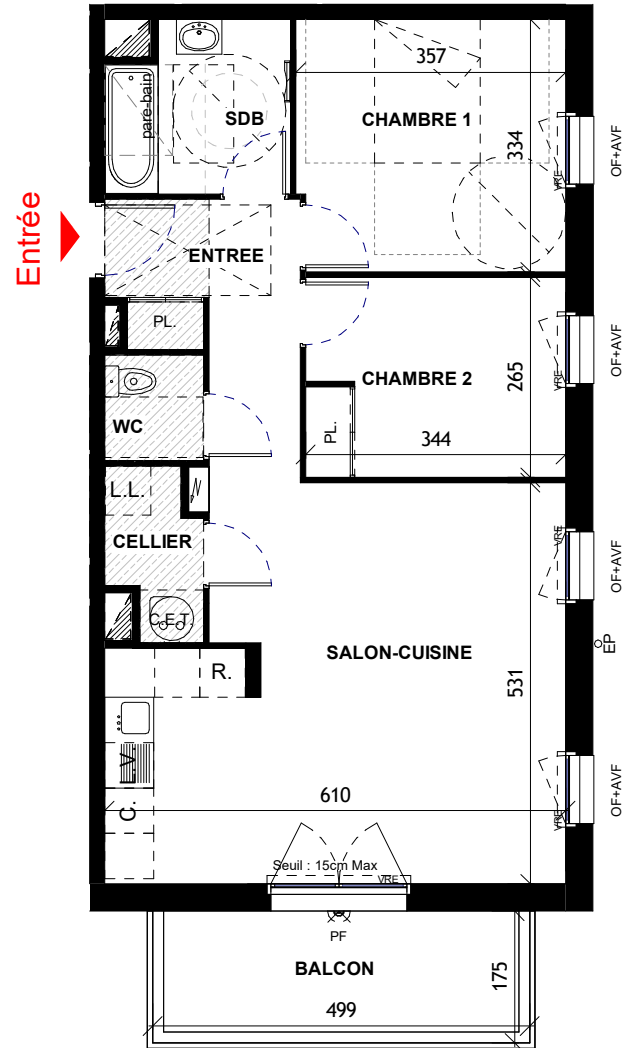 357
pare-bain
SDB
CHAMBRE 1
334
VRE
OF+AVF
Entrée
ENTREE
PL.
CHAMBRE 2
265
VRE
OF+AVF
WC
PL.
344
L.L.
CELLIER
VRE
OF+AVF
C.E.T.
EP
SALON-CUISINE
R.
531
L.V.
610
C.
VRE
OF+AVF
Seuil : 15cm Max
VRE
PF
BALCON
175
499